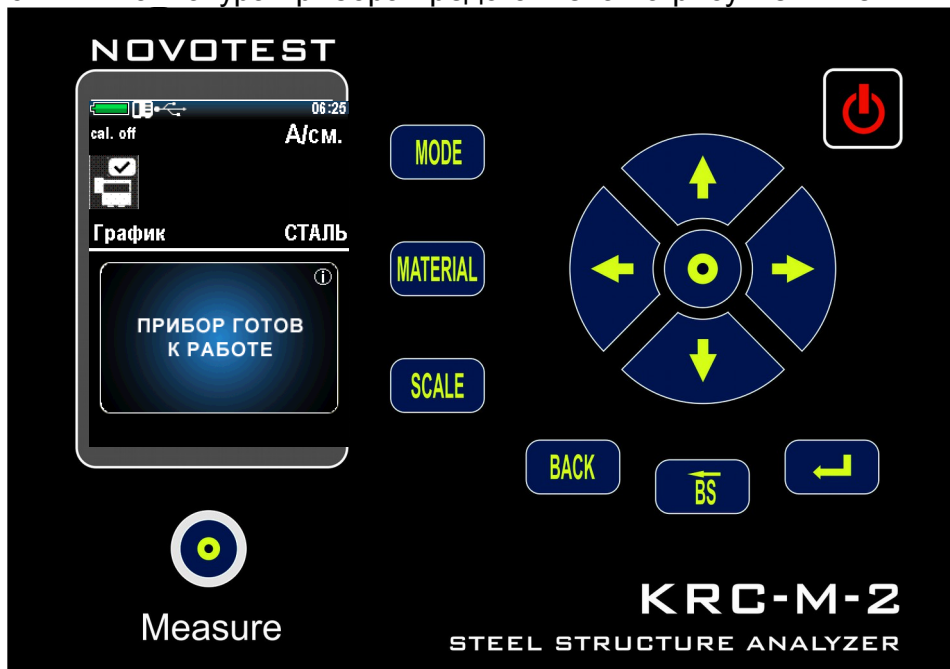 NOVOTEST
06:25
cal. off
А/см.
График
СТАЛЬ
ПРИБОР ГОТОВ
К РАБОТЕ
MODE
MATERIAL
SCALE
BACK
BS
Measure
KRC-M-2
STEEL STRUCTURE ANALYZER